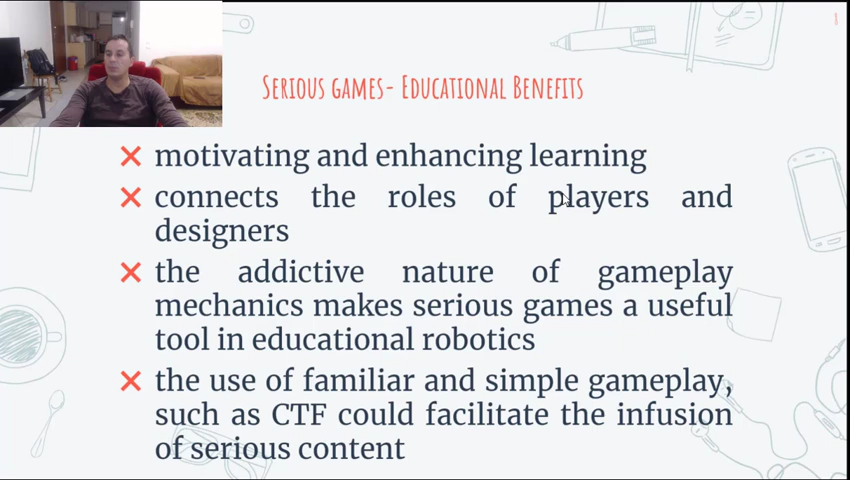 Serious games- Educational Benefits
motivating and enhancing learning
connects the roles of players and
designers
the addictive nature of gameplay
mechanics makes serious games a useful
tool in educational robotics
the use of familiar and simple gameplay,
such as CTF could facilitate the infusion
of serious content